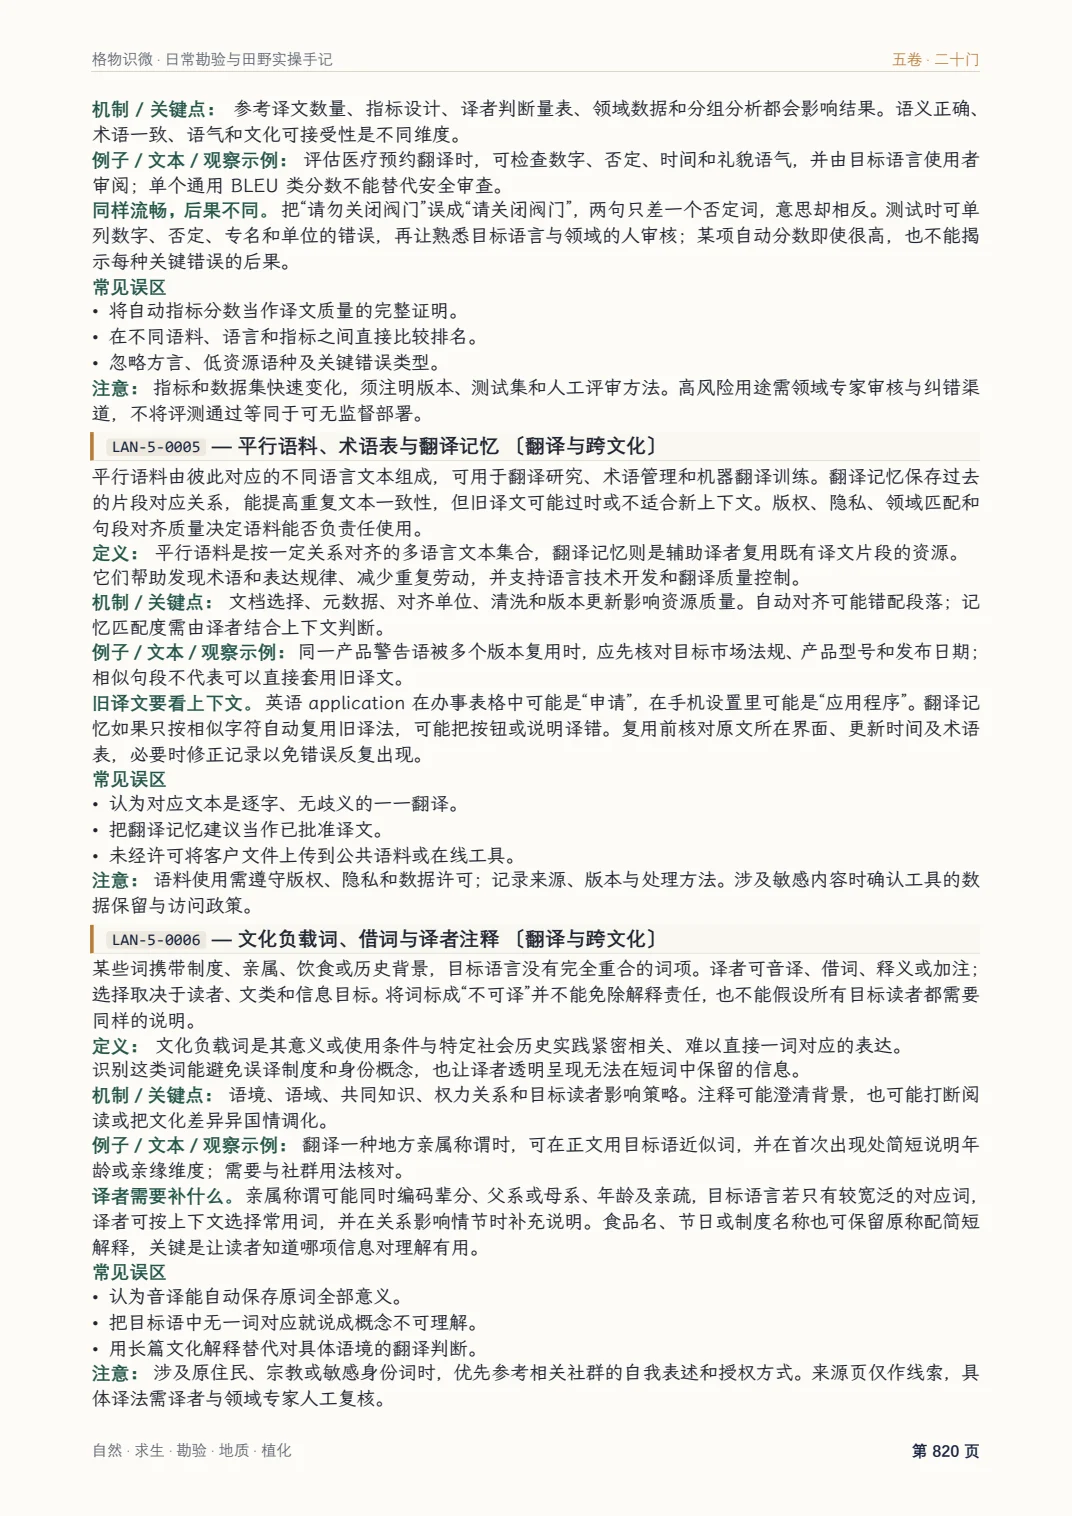 格物识微 · 日常勘验与田野实操手记
五卷 · 二十门
机制 / 关键点： 参考译文数量、指标设计、译者判断量表、领域数据和分组分析都会影响结果。语义正确、
术语一致、语气和文化可接受性是不同维度。
例子 / 文本 / 观察示例： 评估医疗预约翻译时，可检查数字、否定、时间和礼貌语气，并由目标语言使用者
审阅；单个通用 BLEU 类分数不能替代安全审查。
同样流畅，后果不同。 把“请勿关闭阀门”误成“请关闭阀门”，两句只差一个否定词，意思却相反。测试时可单
列数字、否定、专名和单位的错误，再让熟悉目标语言与领域的人审核；某项自动分数即使很高，也不能揭
示每种关键错误的后果。
常见误区
• 将自动指标分数当作译文质量的完整证明。
• 在不同语料、语言和指标之间直接比较排名。
• 忽略方言、低资源语种及关键错误类型。
注意： 指标和数据集快速变化，须注明版本、测试集和人工评审方法。高风险用途需领域专家审核与纠错渠
道，不将评测通过等同于可无监督部署。
LAN-5-0005 — 平行语料、术语表与翻译记忆 〔翻译与跨文化〕
平行语料由彼此对应的不同语言文本组成，可用于翻译研究、术语管理和机器翻译训练。翻译记忆保存过去
的片段对应关系，能提高重复文本一致性，但旧译文可能过时或不适合新上下文。版权、隐私、领域匹配和
句段对齐质量决定语料能否负责任使用。
定义： 平行语料是按一定关系对齐的多语言文本集合，翻译记忆则是辅助译者复用既有译文片段的资源。
它们帮助发现术语和表达规律、减少重复劳动，并支持语言技术开发和翻译质量控制。
机制 / 关键点： 文档选择、元数据、对齐单位、清洗和版本更新影响资源质量。自动对齐可能错配段落；记
忆匹配度需由译者结合上下文判断。
例子 / 文本 / 观察示例： 同一产品警告语被多个版本复用时，应先核对目标市场法规、产品型号和发布日期；
相似句段不代表可以直接套用旧译文。
旧译文要看上下文。 英语 application 在办事表格中可能是“申请”，在手机设置里可能是“应用程序”。翻译记
忆如果只按相似字符自动复用旧译法，可能把按钮或说明译错。复用前核对原文所在界面、更新时间及术语
表，必要时修正记录以免错误反复出现。
常见误区
• 认为对应文本是逐字、无歧义的一一翻译。
• 把翻译记忆建议当作已批准译文。
• 未经许可将客户文件上传到公共语料或在线工具。
注意： 语料使用需遵守版权、隐私和数据许可；记录来源、版本与处理方法。涉及敏感内容时确认工具的数
据保留与访问政策。
LAN-5-0006 — 文化负载词、借词与译者注释 〔翻译与跨文化〕
某些词携带制度、亲属、饮食或历史背景，目标语言没有完全重合的词项。译者可音译、借词、释义或加注；
选择取决于读者、文类和信息目标。将词标成“不可译”并不能免除解释责任，也不能假设所有目标读者都需要
同样的说明。
定义： 文化负载词是其意义或使用条件与特定社会历史实践紧密相关、难以直接一词对应的表达。
识别这类词能避免误译制度和身份概念，也让译者透明呈现无法在短词中保留的信息。
机制 / 关键点： 语境、语域、共同知识、权力关系和目标读者影响策略。注释可能澄清背景，也可能打断阅
读或把文化差异异国情调化。
例子 / 文本 / 观察示例： 翻译一种地方亲属称谓时，可在正文用目标语近似词，并在首次出现处简短说明年
龄或亲缘维度；需要与社群用法核对。
译者需要补什么。 亲属称谓可能同时编码辈分、父系或母系、年龄及亲疏，目标语言若只有较宽泛的对应词，
译者可按上下文选择常用词，并在关系影响情节时补充说明。食品名、节日或制度名称也可保留原称配简短
解释，关键是让读者知道哪项信息对理解有用。
常见误区
• 认为音译能自动保存原词全部意义。
• 把目标语中无一词对应就说成概念不可理解。
• 用长篇文化解释替代对具体语境的翻译判断。
注意： 涉及原住民、宗教或敏感身份词时，优先参考相关社群的自我表述和授权方式。来源页仅作线索，具
体译法需译者与领域专家人工复核。
自然 · 求生 · 勘验 · 地质 · 植化
第 820 页